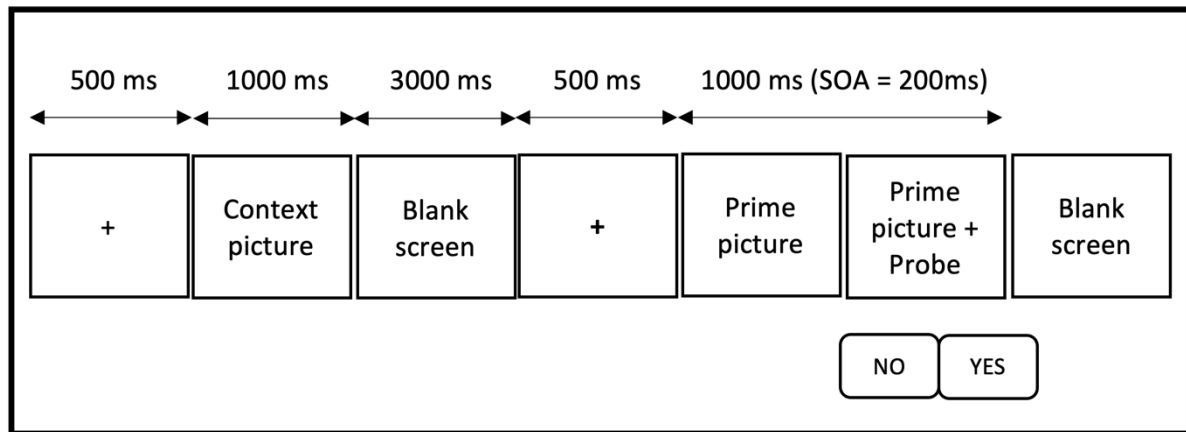 500 ms 1000 ms 3000 ms 500 ms 1000 ms (SOA = 200ms)
+
Context
picture
Blank
screen
+
Prime
picture
Prime
picture +
Probe
Blank
screen
NO YES